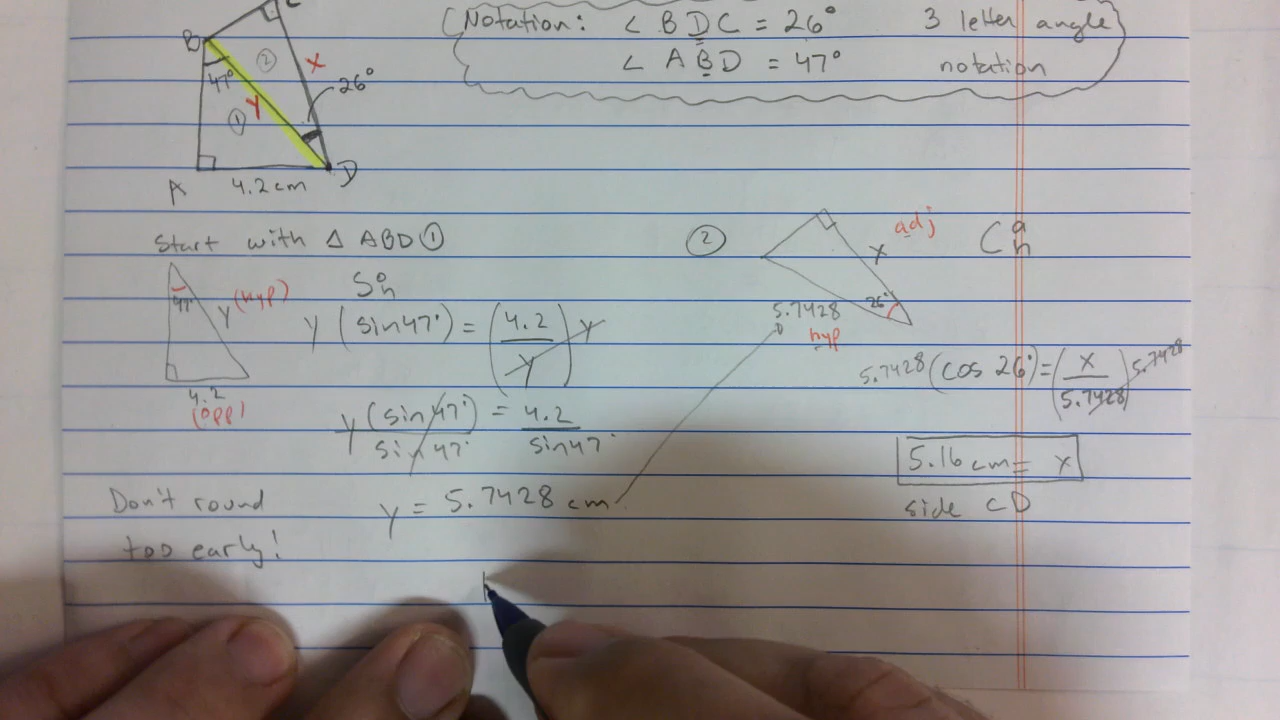 (Notation: ∠ BDC = 26° 3 letter angle
∠ ABD = 47° notation
B
C
②
x
47°
26°
y
①
A
4.2 cm
D
Start with Δ ABD ①
47°
y (hyp)
4.2
(opp)
S o/h
y (sin 47°) = (4.2/y) y
y (sin 47°)/sin 47° = 4.2/sin 47°
y = 5.7428 cm
Don't round
too early!
②
adj
x
C a/h
26°
5.7428
hyp
5.7428 (cos 26°) = (x/5.7428) 5.7428
5.16 cm = x
side CD